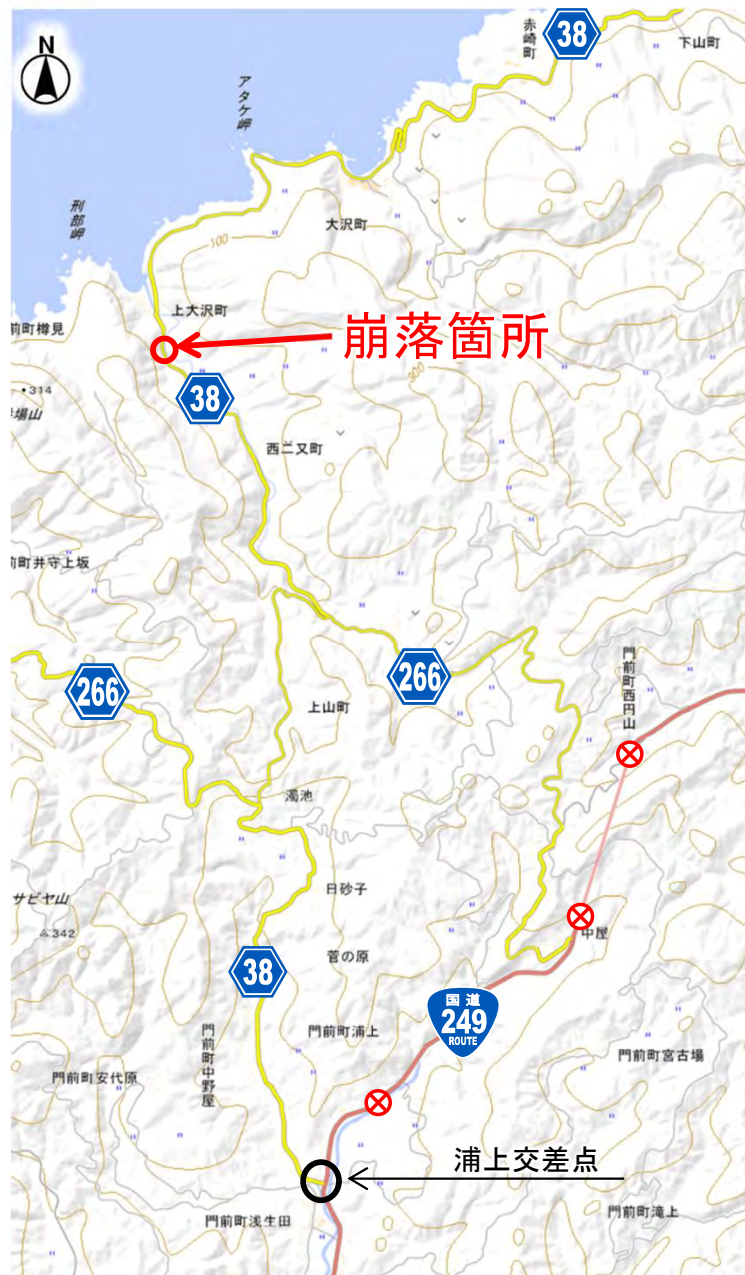 N
38
赤崎町
下山町
アタケ岬
刑部岬
大沢町
100
上大沢町
前町樽見
崩落箇所
300
314
38
場山
西二又町
前町井守上坂
266
266
上山町
門前町西円山
濁池
日砂子
サビヤ山
342
中屋
菅の原
38
国道
249
ROUTE
門前町浦上
門前町中野屋
門前町宮古場
門前町安代原
浦上交差点
門前町浅生田
門前町滝上